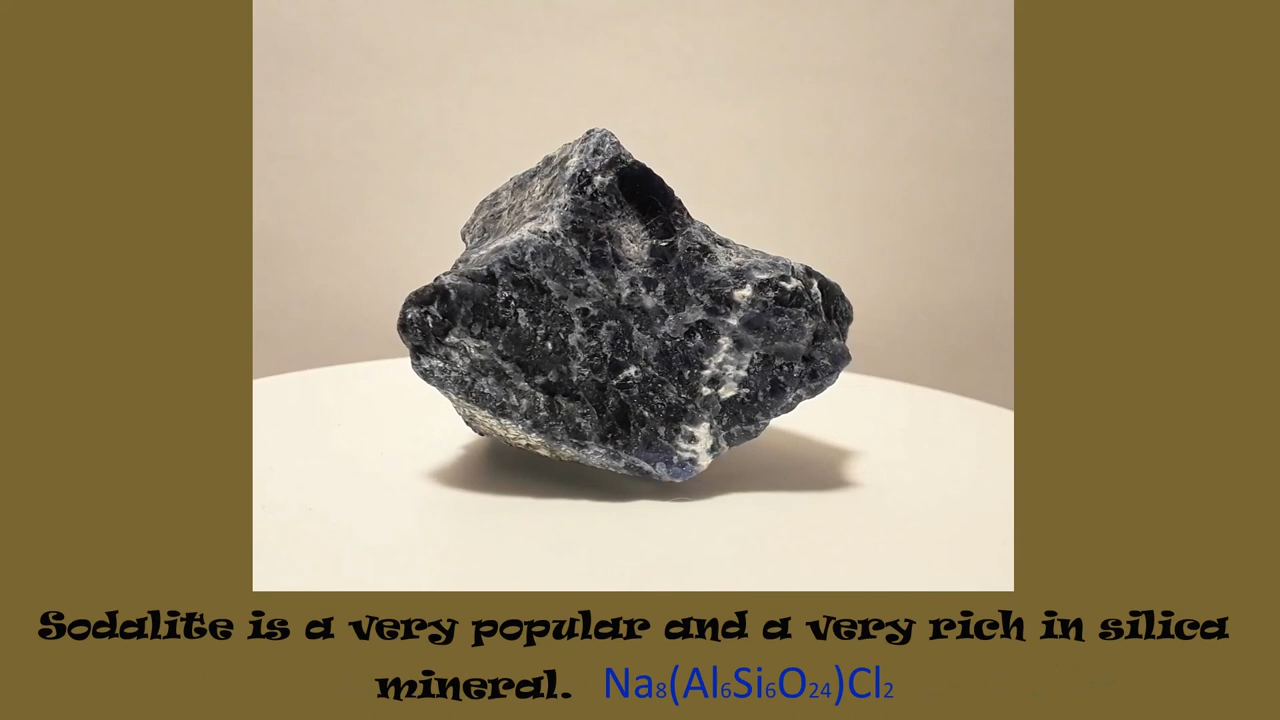 Sodalite is a very popular and a very rich in silica
mineral. Na₈(Al₆Si₆O₂₄)Cl₂